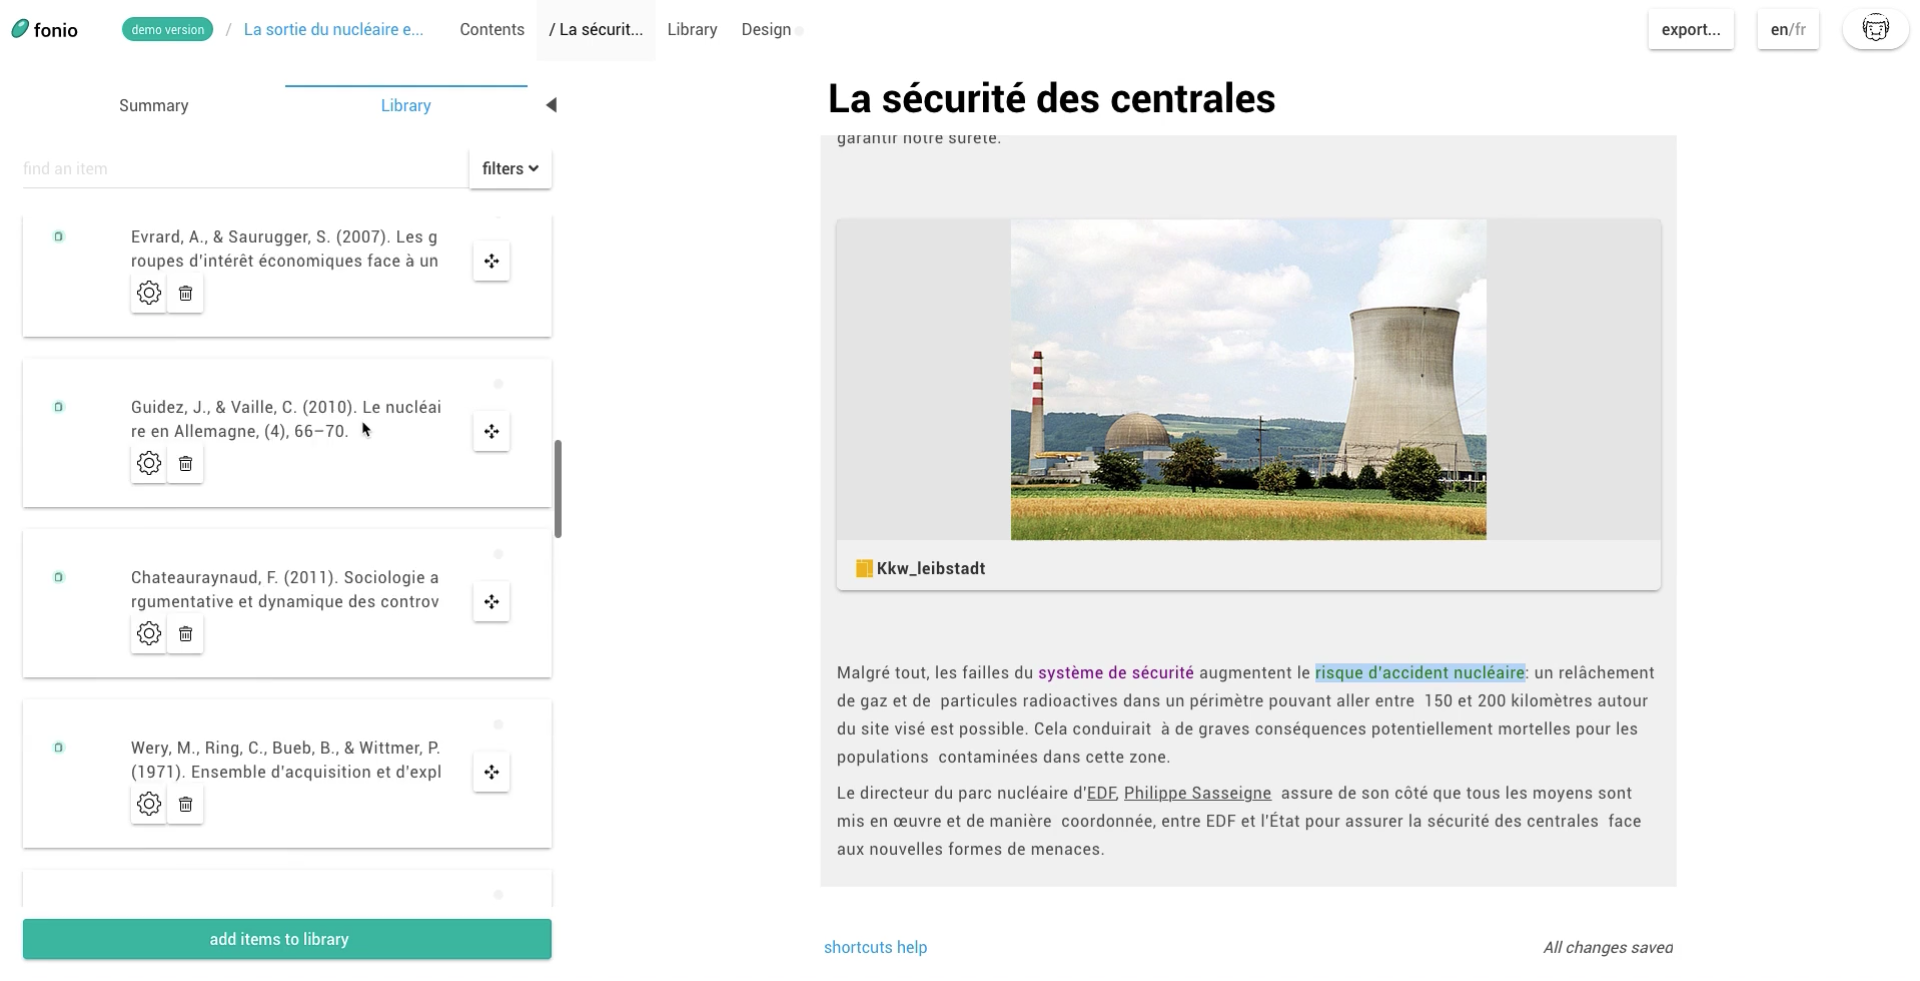 fonio
demo version / La sortie du nucléaire e... Contents / La sécurit... Library Design
export... en/fr
Summary Library
find an item
filters
Evrard, A., & Saurugger, S. (2007). Les g
roupes d'intérêt économiques face à un
Guidez, J., & Vaille, C. (2010). Le nucléai
re en Allemagne, (4), 66–70.
Chateauraynaud, F. (2011). Sociologie a
rgumentative et dynamique des controv
Wery, M., Ring, C., Bueb, B., & Wittmer, P.
(1971). Ensemble d'acquisition et d'expl
add items to library
La sécurité des centrales
garantir notre sûreté.
Kkw_leibstadt
Malgré tout, les failles du système de sécurité augmentent le risque d'accident nucléaire: un relâchement
de gaz et de particules radioactives dans un périmètre pouvant aller entre 150 et 200 kilomètres autour
du site visé est possible. Cela conduirait à de graves conséquences potentiellement mortelles pour les
populations contaminées dans cette zone.
Le directeur du parc nucléaire d'EDF, Philippe Sasseigne assure de son côté que tous les moyens sont
mis en œuvre et de manière coordonnée, entre EDF et l'État pour assurer la sécurité des centrales face
aux nouvelles formes de menaces.
shortcuts help
All changes saved